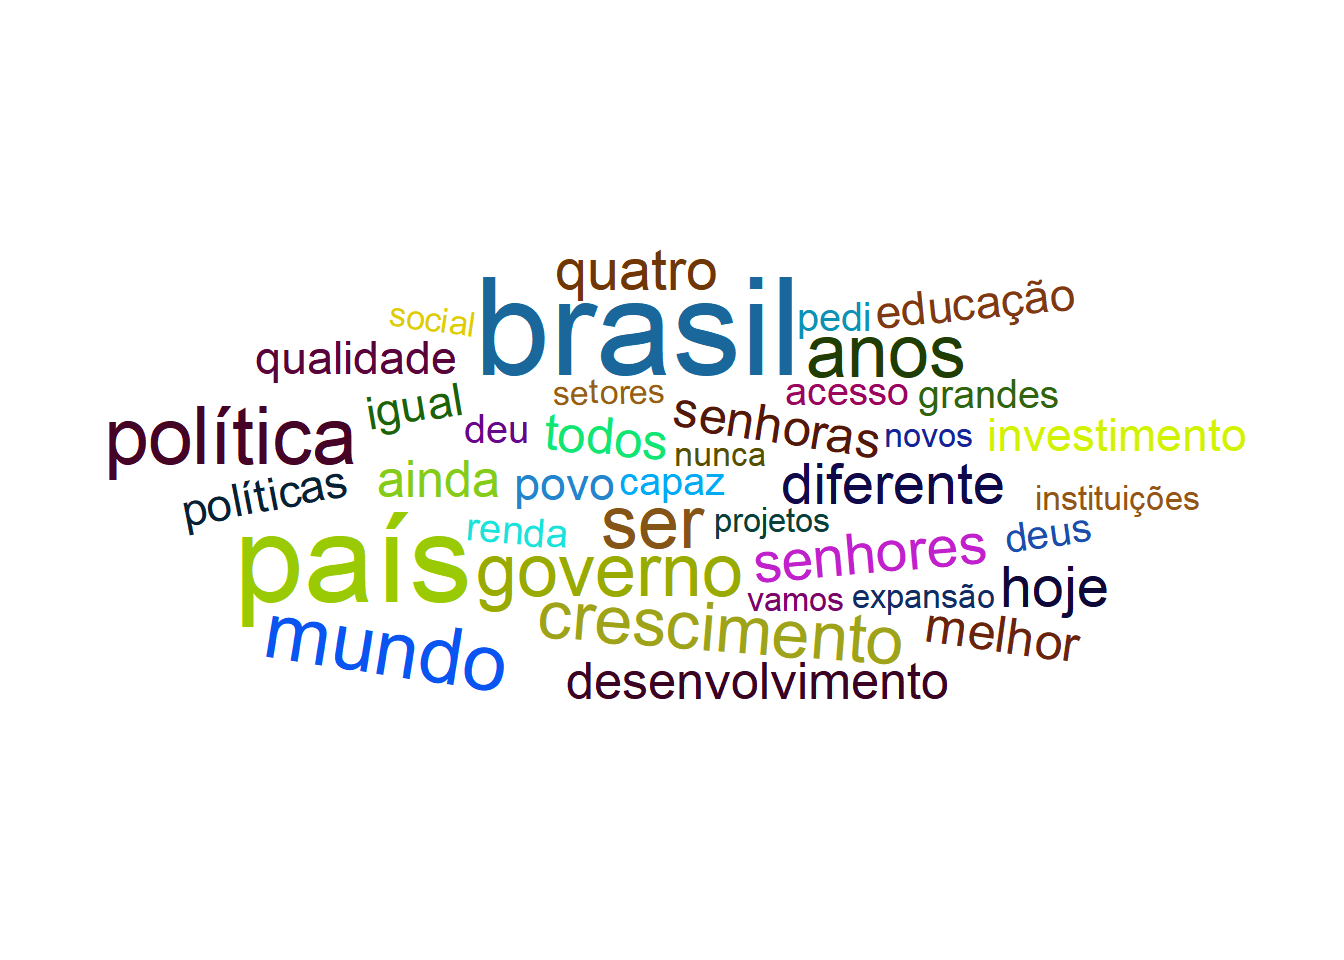 quatro
brasil
social
pedi
educação
qualidade
anos
setores
acesso
grandes
igual
política
deu
todos
senhoras
novos
investimento
nunca
ainda
políticas
povo
capaz
diferente
instituições
renda
ser
projetos
deus
país
governo
senhores
hoje
vamos
expansão
mundo
crescimento
melhor
desenvolvimento